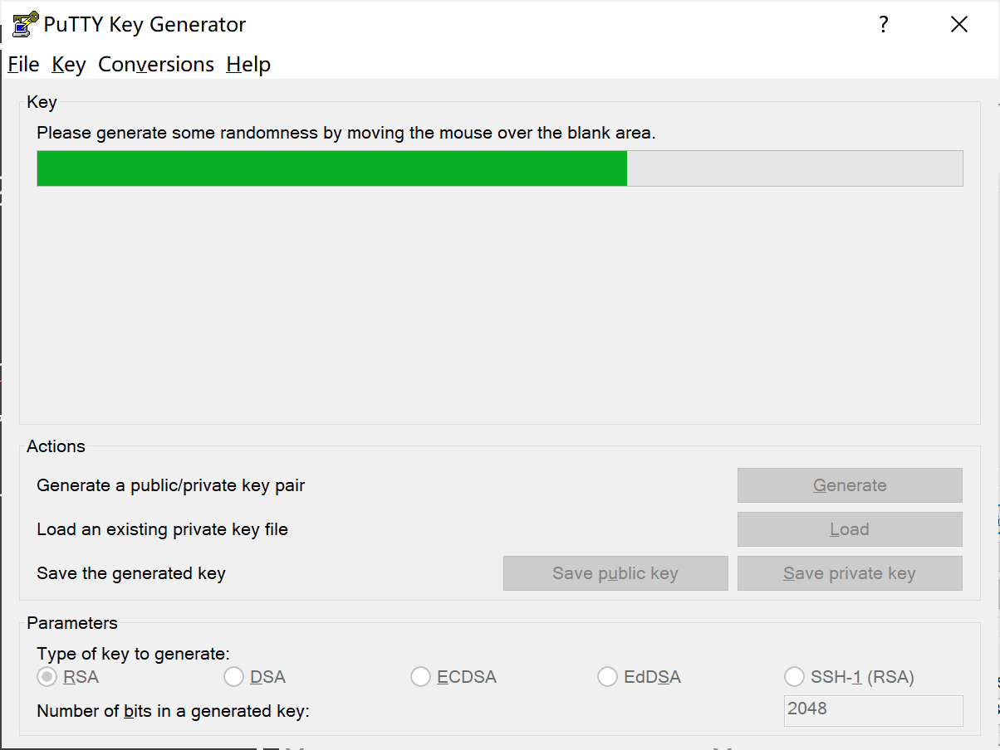 PuTTY Key Generator ?
File Key Conversions Help
Key
Please generate some randomness by moving the mouse over the blank area.
Actions
Generate a public/private key pair Generate
Load an existing private key file Load
Save the generated key Save public key Save private key
Parameters
Type of key to generate:
RSA DSA ECDSA EdDSA SSH-1 (RSA)
Number of bits in a generated key: 2048